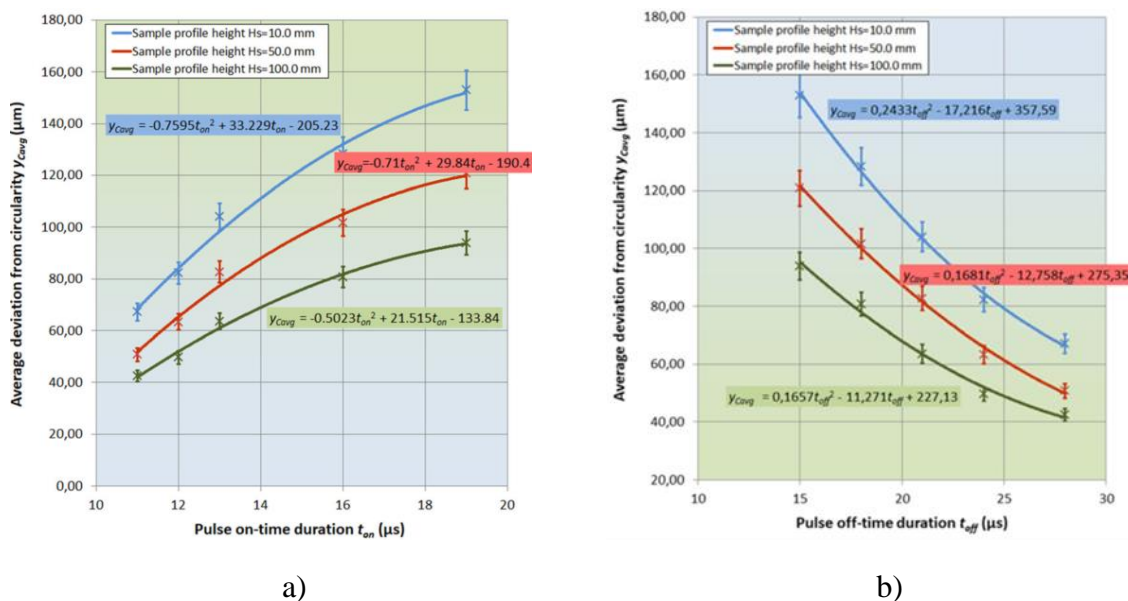 180,00
160,00
140,00
120,00
100,00
80,00
60,00
40,00
20,00
0,00
Average deviation from circularity yCavg (µm)
Sample profile height Hs=10.0 mm
Sample profile height Hs=50.0 mm
Sample profile height Hs=100.0 mm
yCavg = -0.7595ton² + 33.229ton - 205.23
yCavg=-0.71ton² + 29.84ton - 190.4
yCavg = -0.5023ton² + 21.515ton - 133.84
10 12 14 16 18 20
Pulse on-time duration ton (µs)
a)
180,00
160,00
140,00
120,00
100,00
80,00
60,00
40,00
20,00
Average deviation from circularity yCavg (µm)
Sample profile height Hs=10.0 mm
Sample profile height Hs=50.0 mm
Sample profile height Hs=100.0 mm
yCavg = 0,2433toff² - 17,216toff + 357,59
yCavg = 0,1681toff² - 12,758toff + 275,35
yCavg = 0,1657toff² - 11,271toff + 227,13
10 15 20 25 30
Pulse off-time duration toff (µs)
b)